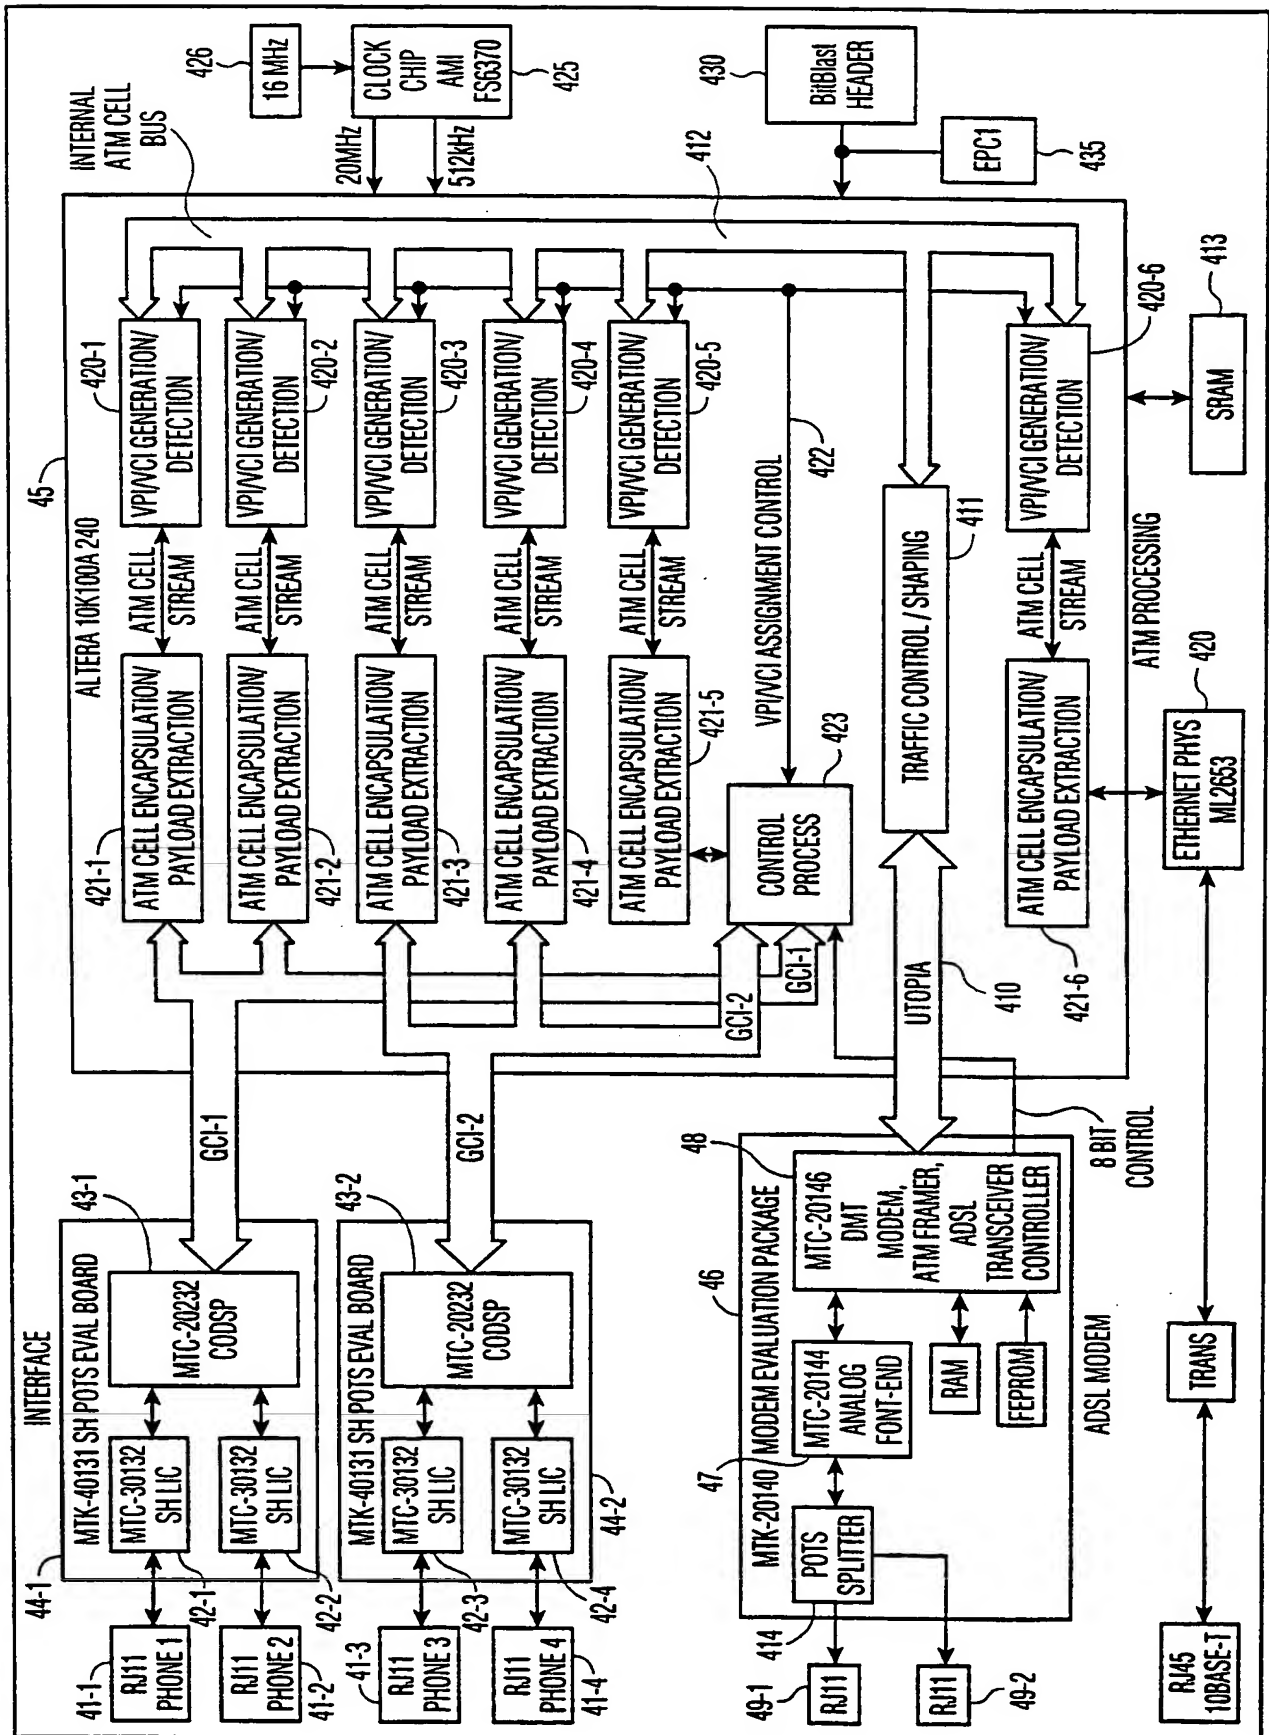 INTERFACE
44-1
MTK-40131 SH POTS EVAL BOARD
43-1
MTC-20232
CODSP
MTC-30132
SH LIC
MTC-30132
SH LIC
42-1
42-2
41-1
RJ11
PHONE 1
RJ11
PHONE 2
41-2
GCI-1
MTK-40131 SH POTS EVAL BOARD
43-2
MTC-20232
CODSP
MTC-30132
SH LIC
MTC-30132
SH LIC
42-3
42-4
44-2
41-3
RJ11
PHONE 3
RJ11
PHONE 4
41-4
GCI-2
46
MTK-20140 MODEM EVALUATION PACKAGE
48
MTC-20146
DMT
MODEM,
ATM FRAMER,
ADSL
TRANSCEIVER
CONTROLLER
47
MTC-20144
ANALOG
FONT-END
RAM
FEPROM
POTS
SPLITTER
414
49-1
RJ11
RJ11
49-2
ADSL MODEM
8 BIT
CONTROL
RJ45
10BASE-T
TRANS
ETHERNET PHYS
ML2653
420
45
ALTERA 10K100A 240
421-1
ATM CELL ENCAPSULATION/
PAYLOAD EXTRACTION
ATM CELL
STREAM
VPI/VCI GENERATION/
DETECTION
420-1
ATM CELL ENCAPSULATION/
PAYLOAD EXTRACTION
421-2
ATM CELL
STREAM
VPI/VCI GENERATION/
DETECTION
420-2
ATM CELL ENCAPSULATION/
PAYLOAD EXTRACTION
421-3
ATM CELL
STREAM
VPI/VCI GENERATION/
DETECTION
420-3
ATM CELL ENCAPSULATION/
PAYLOAD EXTRACTION
421-4
ATM CELL
STREAM
VPI/VCI GENERATION/
DETECTION
420-4
ATM CELL ENCAPSULATION/
PAYLOAD EXTRACTION
421-5
ATM CELL
STREAM
VPI/VCI GENERATION/
DETECTION
420-5
GCI-2
GCI-1
CONTROL
PROCESS
423
VPI/VCI ASSIGNMENT CONTROL
422
UTOPIA
410
TRAFFIC CONTROL / SHAPING
411
ATM CELL ENCAPSULATION/
PAYLOAD EXTRACTION
421-6
ATM CELL
STREAM
VPI/VCI GENERATION/
DETECTION
420-6
ATM PROCESSING
SRAM
413
INTERNAL
ATM CELL
BUS
412
426
16 MHz
CLOCK
CHIP
AMI
FS6370
425
20MHz
512kHz
430
BitBlast
HEADER
EPC1
435